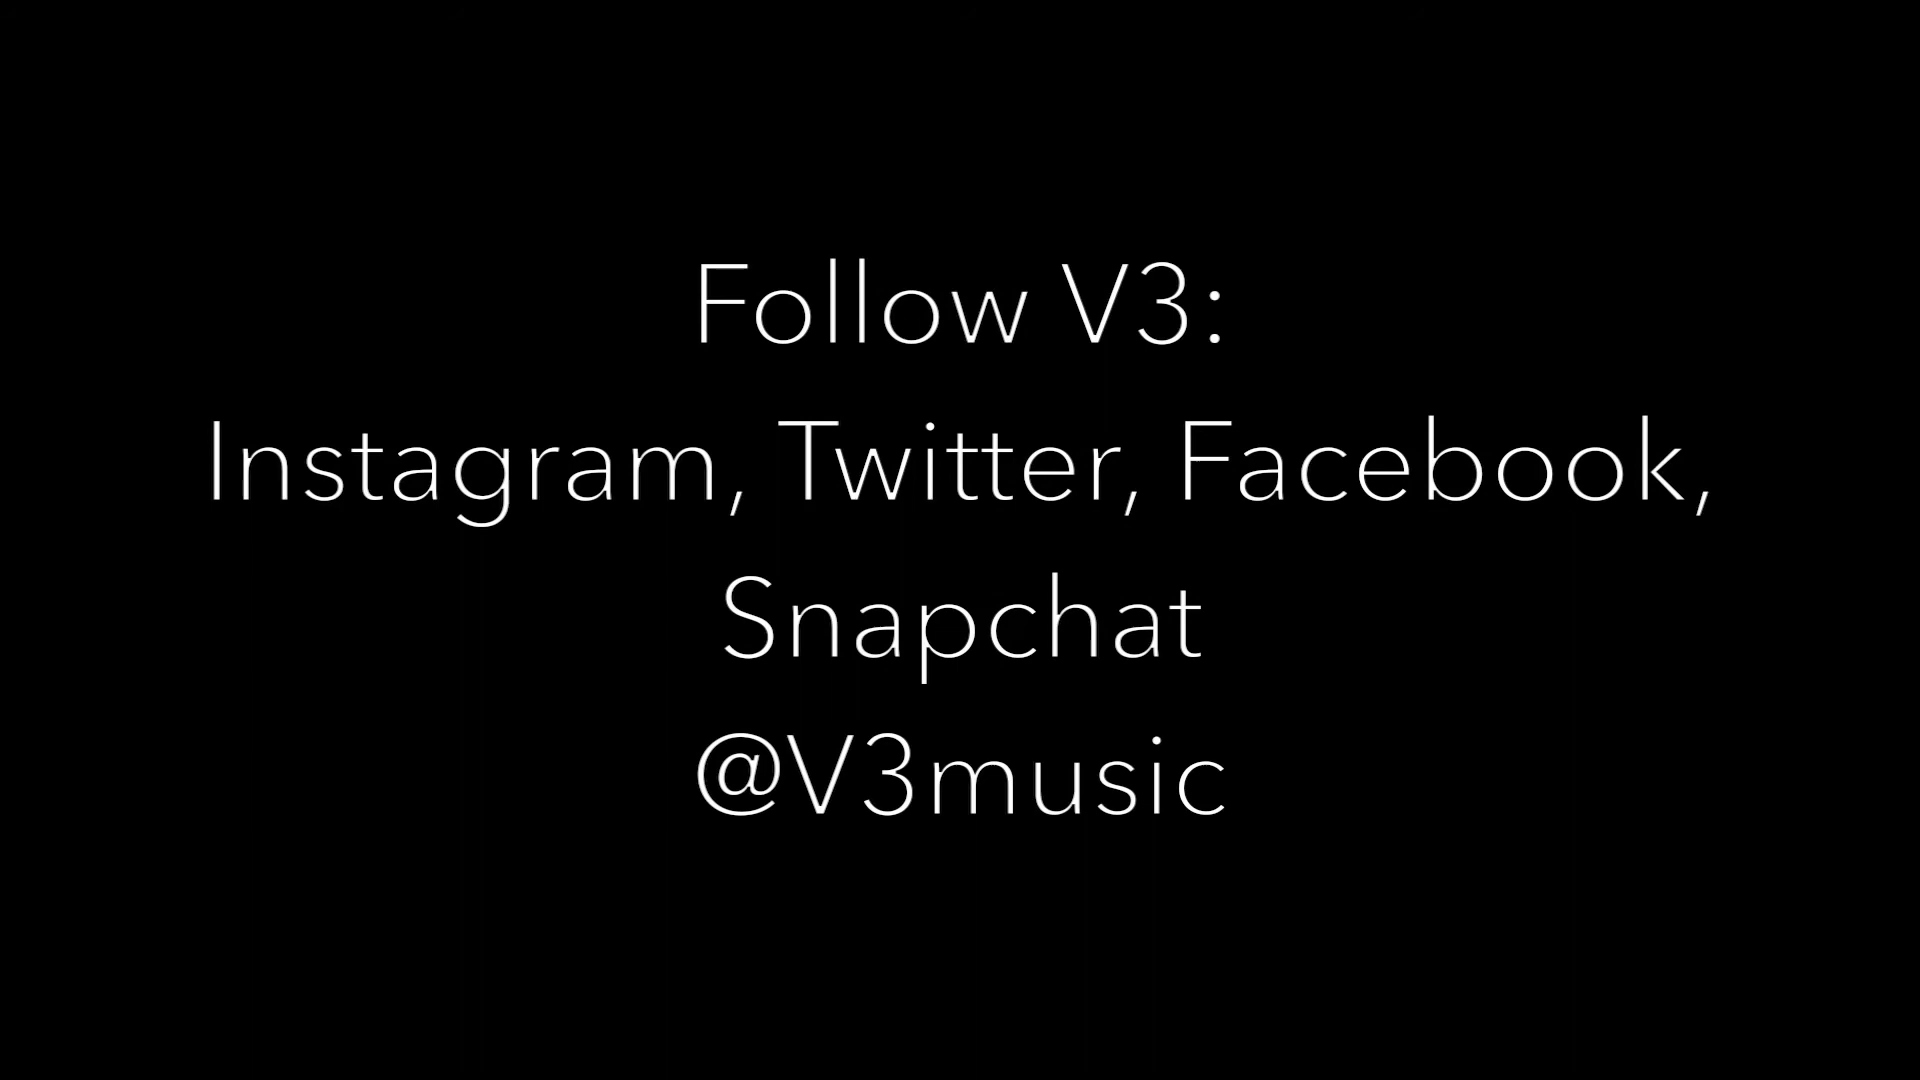 Follow V3:
Instagram, Twitter, Facebook,
Snapchat
@V3music